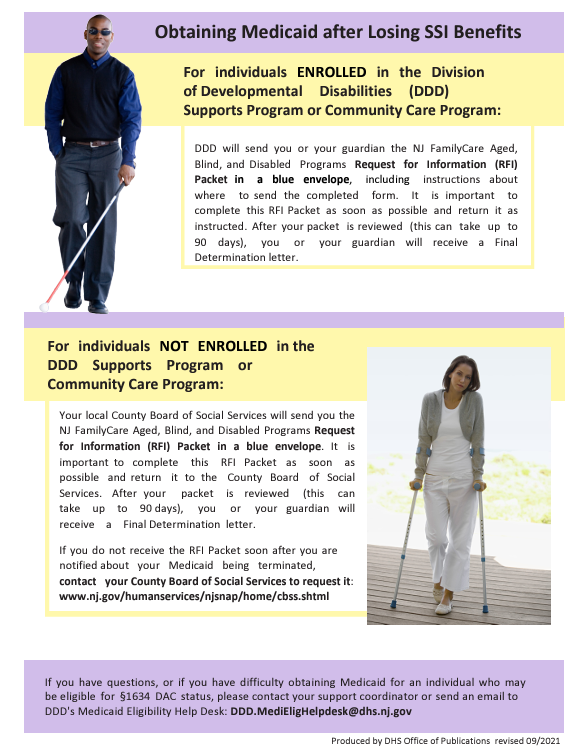 Obtaining Medicaid after Losing SSI Benefits
For individuals ENROLLED in the Division
of Developmental Disabilities (DDD)
Supports Program or Community Care Program:
DDD will send you or your guardian the NJ FamilyCare Aged,
Blind, and Disabled Programs Request for Information (RFI)
Packet in a blue envelope, including instructions about
where to send the completed form. It is important to
complete this RFI Packet as soon as possible and return it as
instructed. After your packet is reviewed (this can take up to
90 days), you or your guardian will receive a Final
Determination letter.
For individuals NOT ENROLLED in the
DDD Supports Program or
Community Care Program:
Your local County Board of Social Services will send you the
NJ FamilyCare Aged, Blind, and Disabled Programs Request
for Information (RFI) Packet in a blue envelope. It is
important to complete this RFI Packet as soon as
possible and return it to the County Board of Social
Services. After your packet is reviewed (this can
take up to 90 days), you or your guardian will
receive a Final Determination letter.
If you do not receive the RFI Packet soon after you are
notified about your Medicaid being terminated,
contact your County Board of Social Services to request it:
www.nj.gov/humanservices/njsnap/home/cbss.shtml
If you have questions, or if you have difficulty obtaining Medicaid for an individual who may
be eligible for §1634 DAC status, please contact your support coordinator or send an email to
DDD's Medicaid Eligibility Help Desk: DDD.MediEligHelpdesk@dhs.nj.gov
Produced by DHS Office of Publications revised 09/2021